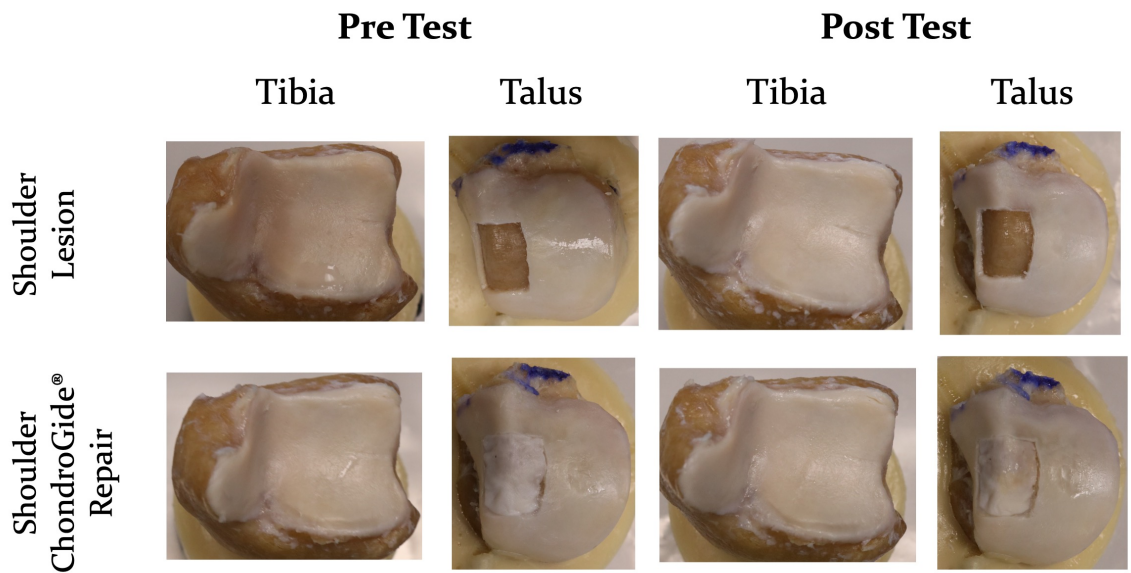 Pre Test
Post Test
Tibia
Talus
Tibia
Talus
Shoulder
Lesion
Shoulder
ChondroGide®
Repair